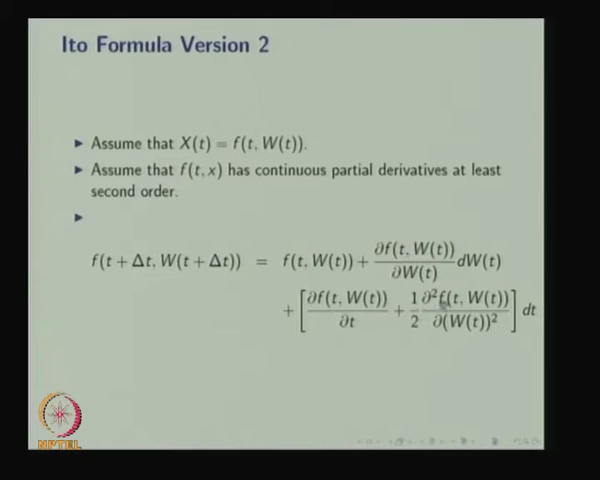 Ito Formula Version 2
▶ Assume that X(t) = f(t, W(t)).
▶ Assume that f(t, x) has continuous partial derivatives at least
second order.
▶
f(t + Δt, W(t + Δt)) = f(t, W(t)) + ∂f(t, W(t))/∂W(t) dW(t)
+ [∂f(t, W(t))/∂t + 1/2 ∂²f(t, W(t))/∂(W(t))²] dt
NPTEL